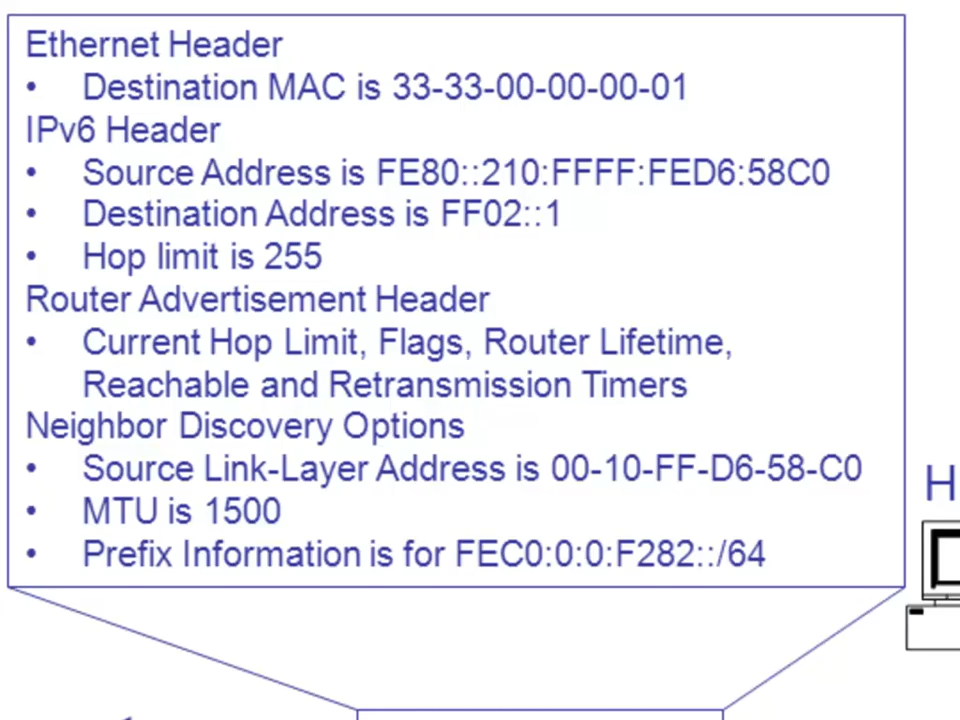 Ethernet Header
• Destination MAC is 33-33-00-00-00-01
IPv6 Header
• Source Address is FE80::210:FFFF:FED6:58C0
• Destination Address is FF02::1
• Hop limit is 255
Router Advertisement Header
• Current Hop Limit, Flags, Router Lifetime,
Reachable and Retransmission Timers
Neighbor Discovery Options
• Source Link-Layer Address is 00-10-FF-D6-58-C0
• MTU is 1500
• Prefix Information is for FEC0:0:0:F282::/64
H